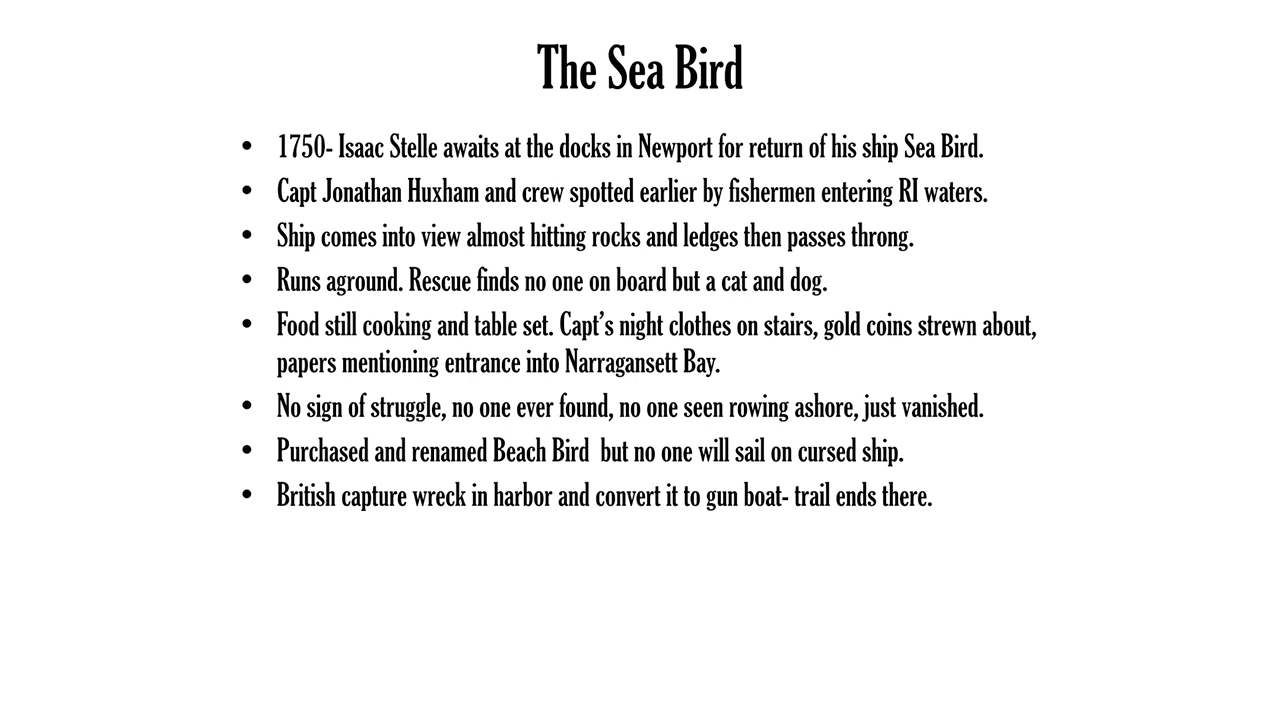 The Sea Bird
• 1750- Isaac Stelle awaits at the docks in Newport for return of his ship Sea Bird.
• Capt Jonathan Huxham and crew spotted earlier by fishermen entering RI waters.
• Ship comes into view almost hitting rocks and ledges then passes throng.
• Runs aground. Rescue finds no one on board but a cat and dog.
• Food still cooking and table set. Capt’s night clothes on stairs, gold coins strewn about,
papers mentioning entrance into Narragansett Bay.
• No sign of struggle, no one ever found, no one seen rowing ashore, just vanished.
• Purchased and renamed Beach Bird  but no one will sail on cursed ship.
• British capture wreck in harbor and convert it to gun boat- trail ends there.